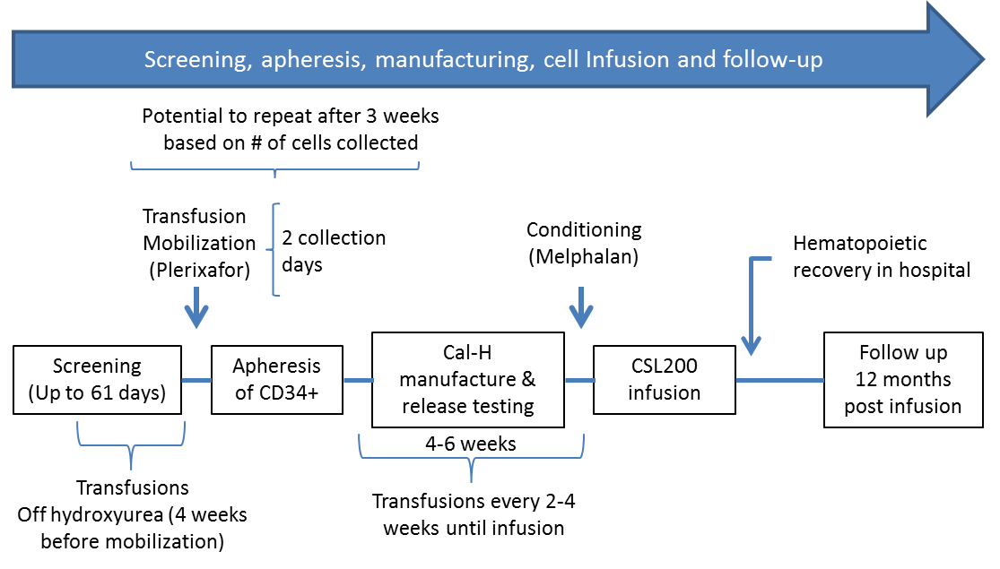 Screening, apheresis, manufacturing, cell Infusion and follow-up
Potential to repeat after 3 weeks
based on # of cells collected
Transfusion
Mobilization
(Plerixafor)
2 collection
days
Conditioning
(Melphalan)
Hematopoietic
recovery in hospital
Screening
(Up to 61 days)
Apheresis
of CD34+
Cal-H
manufacture &
release testing
CSL200
infusion
Follow up
12 months
post infusion
4-6 weeks
Transfusions
Off hydroxyurea (4 weeks
before mobilization)
Transfusions every 2-4
weeks until infusion